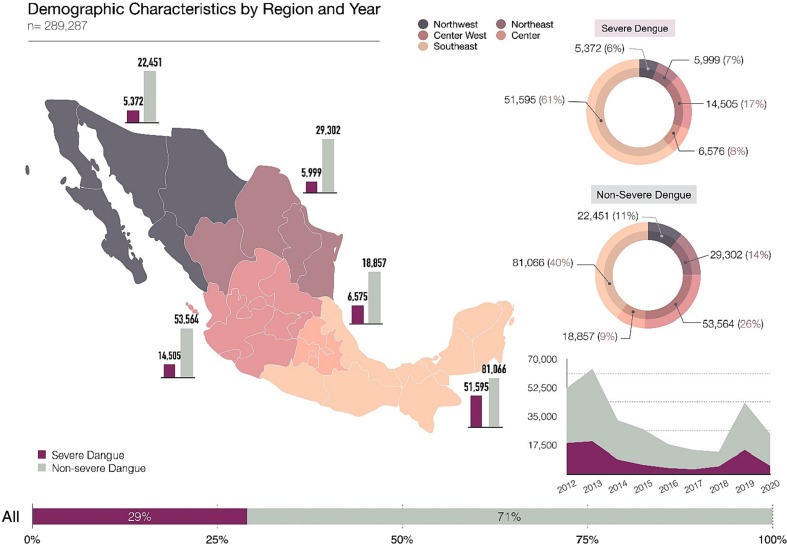 Demographic Characteristics by Region and Year
n= 289,287
Northwest
Northeast
Center West
Center
Southeast
Severe Dengue
5,372 (6%)
5,999 (7%)
51,595 (61%)
14,505 (17%)
6,576 (8%)
22,451
5.372
29,302
5,999
18,857
6,575
53,564
14,505
81,066
51,595
Non-Severe Dengue
22,451 (11%)
29,302 (14%)
81,066 (40%)
53,564 (26%)
18,857 (9%)
70,000
52,500
35,000
17,500
2012 2013 2014 2015 2016 2017 2018 2019 2020
Severe Dangue
Non-severe Dangue
All
29%
71%
0% 25% 50% 75% 100%